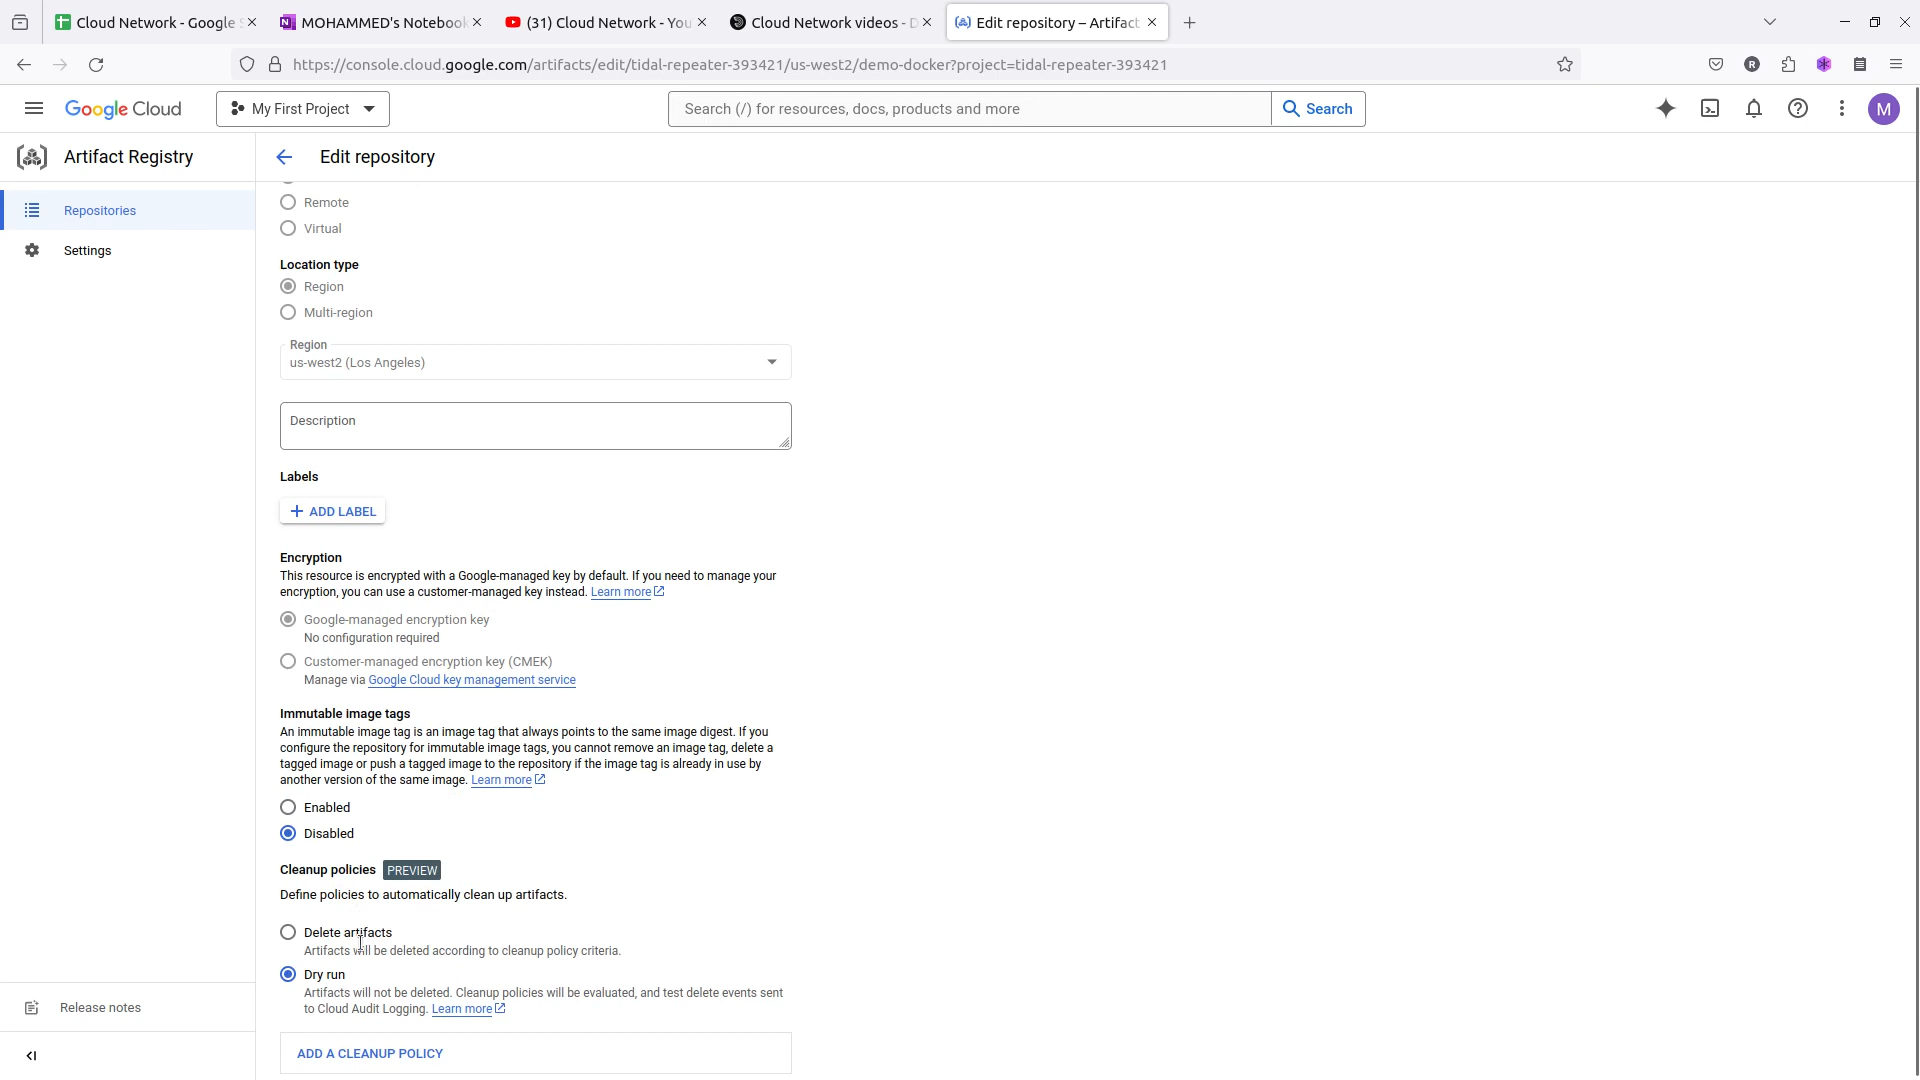 Cloud Network - Google S
MOHAMMED's Notebook
(31) Cloud Network - You
Cloud Network videos - D
Edit repository – Artifact
https://console.cloud.google.com/artifacts/edit/tidal-repeater-393421/us-west2/demo-docker?project=tidal-repeater-393421
Google Cloud
My First Project
Search (/) for resources, docs, products and more
Search
M
Artifact Registry
Edit repository
Repositories
Settings
Remote
Virtual
Location type
Region
Multi-region
Region
us-west2 (Los Angeles)
Description
Labels
ADD LABEL
Encryption
This resource is encrypted with a Google-managed key by default. If you need to manage your
encryption, you can use a customer-managed key instead. Learn more
Google-managed encryption key
No configuration required
Customer-managed encryption key (CMEK)
Manage via Google Cloud key management service
Immutable image tags
An immutable image tag is an image tag that always points to the same image digest. If you
configure the repository for immutable image tags, you cannot remove an image tag, delete a
tagged image or push a tagged image to the repository if the image tag is already in use by
another version of the same image. Learn more
Enabled
Disabled
Cleanup policies PREVIEW
Define policies to automatically clean up artifacts.
Delete artifacts
Artifacts will be deleted according to cleanup policy criteria.
Dry run
Artifacts will not be deleted. Cleanup policies will be evaluated, and test delete events sent
to Cloud Audit Logging. Learn more
ADD A CLEANUP POLICY
Release notes